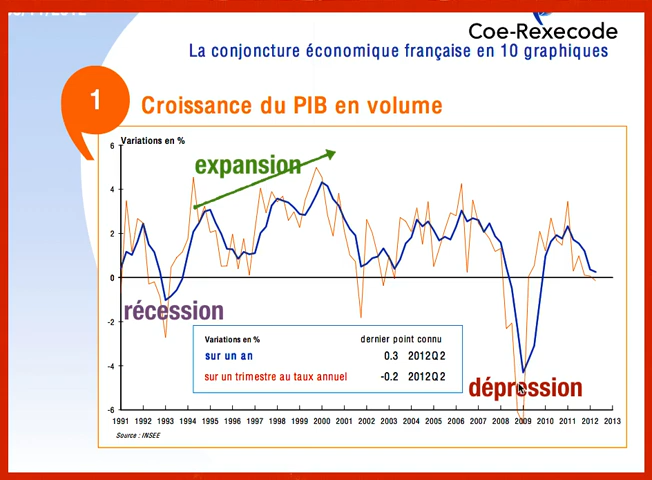 Coe-Rexecode
La conjoncture économique française en 10 graphiques
1
Croissance du PIB en volume
Variations en %
6
4
2
0
-2
-4
-6
expansion
récession
dépression
Variations en % dernier point connu
sur un an 0.3 2012Q2
sur un trimestre au taux annuel -0.2 2012Q2
1991 1992 1993 1994 1995 1996 1997 1998 1999 2000 2001 2002 2003 2004 2005 2006 2007 2008 2009 2010 2011 2012 2013
Source : INSEE